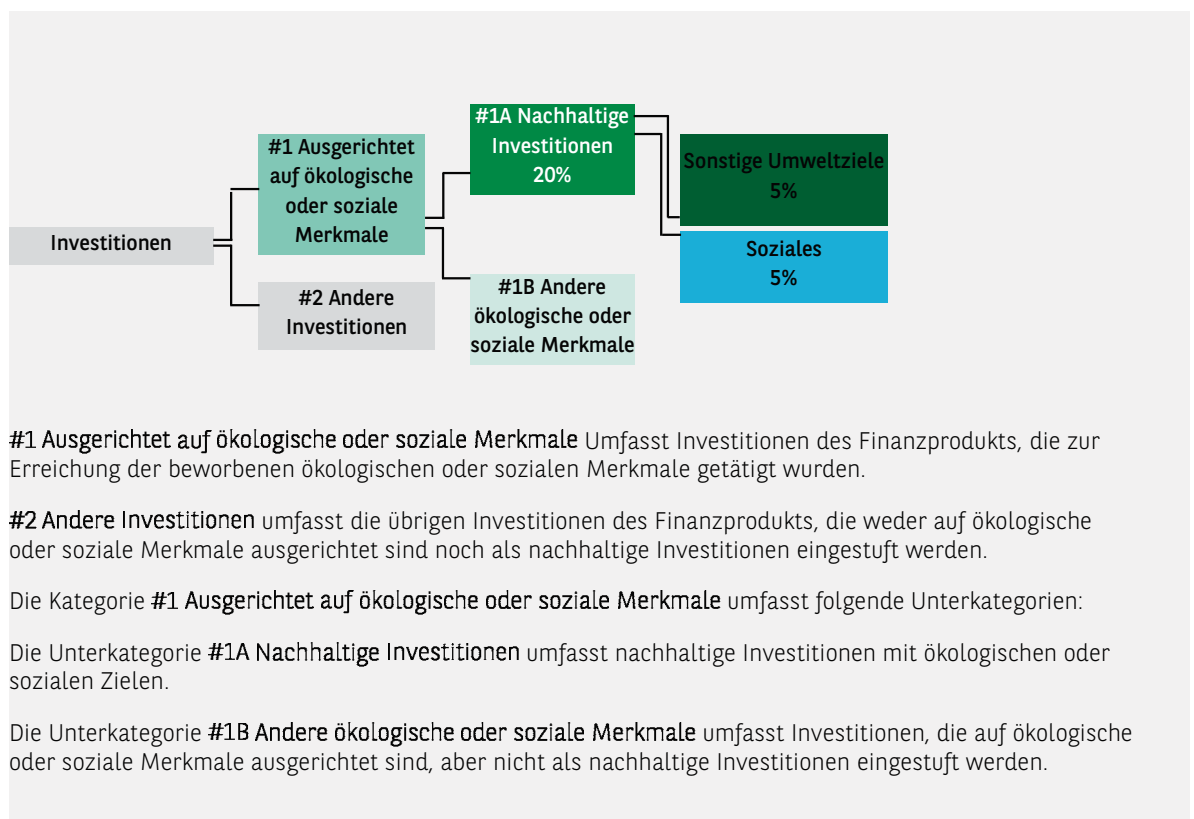 #1A Nachhaltige
Investitionen
20%
#1 Ausgerichtet
auf ökologische
oder soziale
Merkmale
Sonstige Umweltziele
5%
Investitionen
Soziales
5%
#2 Andere
Investitionen
#1B Andere
ökologische oder
soziale Merkmale
#1 Ausgerichtet auf ökologische oder soziale Merkmale Umfasst Investitionen des Finanzprodukts, die zur
Erreichung der beworbenen ökologischen oder sozialen Merkmale getätigt wurden.
#2 Andere Investitionen umfasst die übrigen Investitionen des Finanzprodukts, die weder auf ökologische
oder soziale Merkmale ausgerichtet sind noch als nachhaltige Investitionen eingestuft werden.
Die Kategorie #1 Ausgerichtet auf ökologische oder soziale Merkmale umfasst folgende Unterkategorien:
Die Unterkategorie #1A Nachhaltige Investitionen umfasst nachhaltige Investitionen mit ökologischen oder
sozialen Zielen.
Die Unterkategorie #1B Andere ökologische oder soziale Merkmale umfasst Investitionen, die auf ökologische
oder soziale Merkmale ausgerichtet sind, aber nicht als nachhaltige Investitionen eingestuft werden.